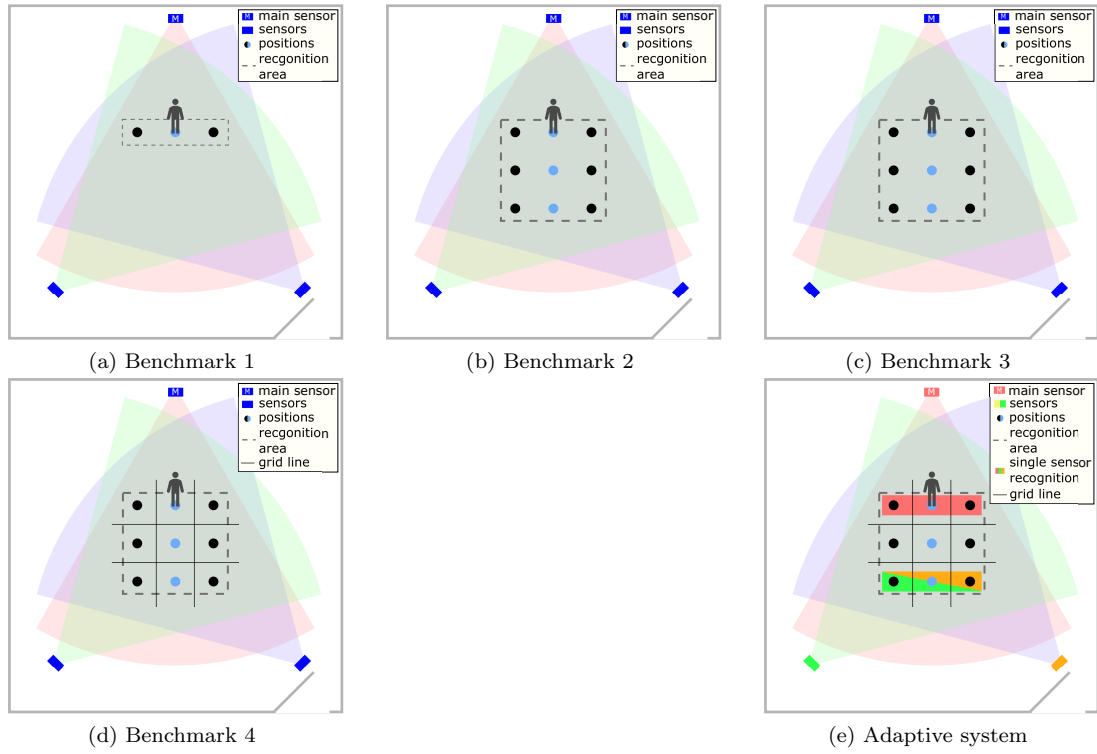 M
main sensor
sensors
positions
recgonition
area
(a) Benchmark 1
M
main sensor
sensors
positions
recgonition
area
(b) Benchmark 2
M
main sensor
sensors
positions
recgonition
area
(c) Benchmark 3
M
main sensor
sensors
positions
recgonition
area
grid line
(d) Benchmark 4
M
main sensor
sensors
positions
recgonition
area
single sensor
recognition
grid line
(e) Adaptive system